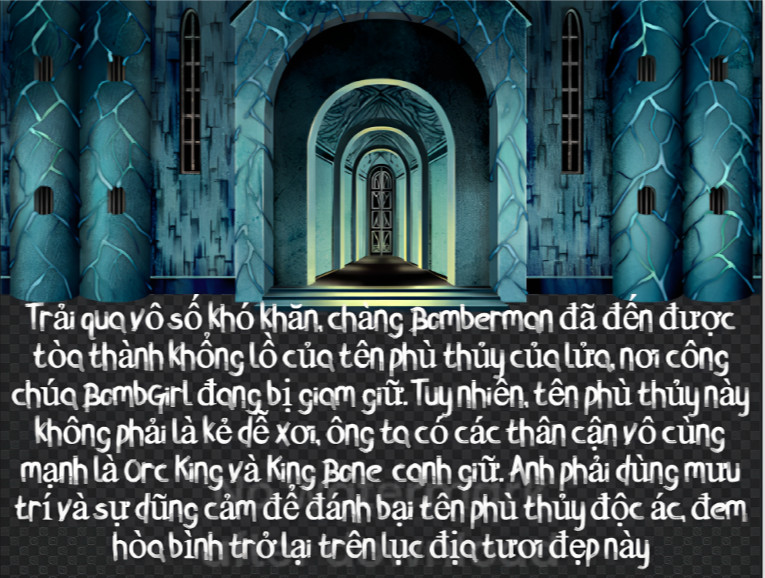 Trải qua vô số khó khăn, chàng Bomberman đã đến được
tòa thành khổng lồ của tên phù thủy của lửa, nơi công
chúa BombGirl đang bị giam giữ. Tuy nhiên, tên phù thủy này
không phải là kẻ dễ xơi, ông ta có các thân cận vô cùng
mạnh là Orc King và King Bone canh giữ. Anh phải dùng mưu
trí và sự dũng cảm để đánh bại tên phù thủy độc ác, đem
hòa bình trở lại trên lục địa tươi đẹp này